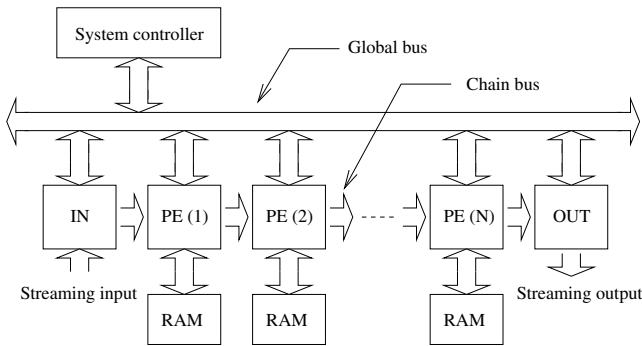 System controller
Global bus
Chain bus
IN
PE (1)
PE (2)
PE (N)
OUT
Streaming input
Streaming output
RAM
RAM
RAM